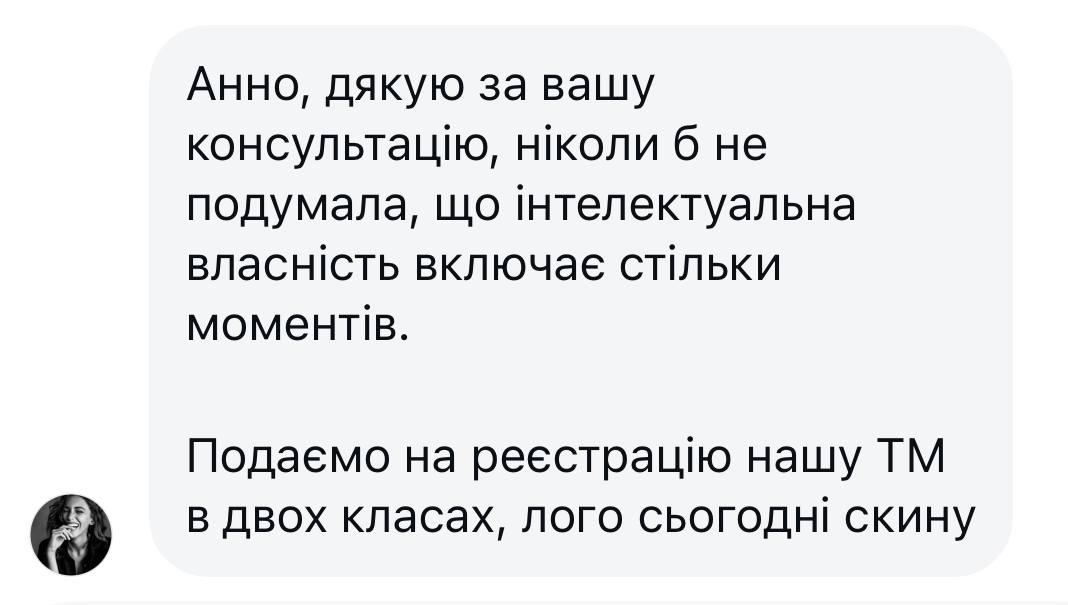 Анно, дякую за вашу
консультацію, ніколи б не
подумала, що інтелектуальна
власність включає стільки
моментів.
Подаємо на реєстрацію нашу ТМ
в двох класах, лого сьогодні скину